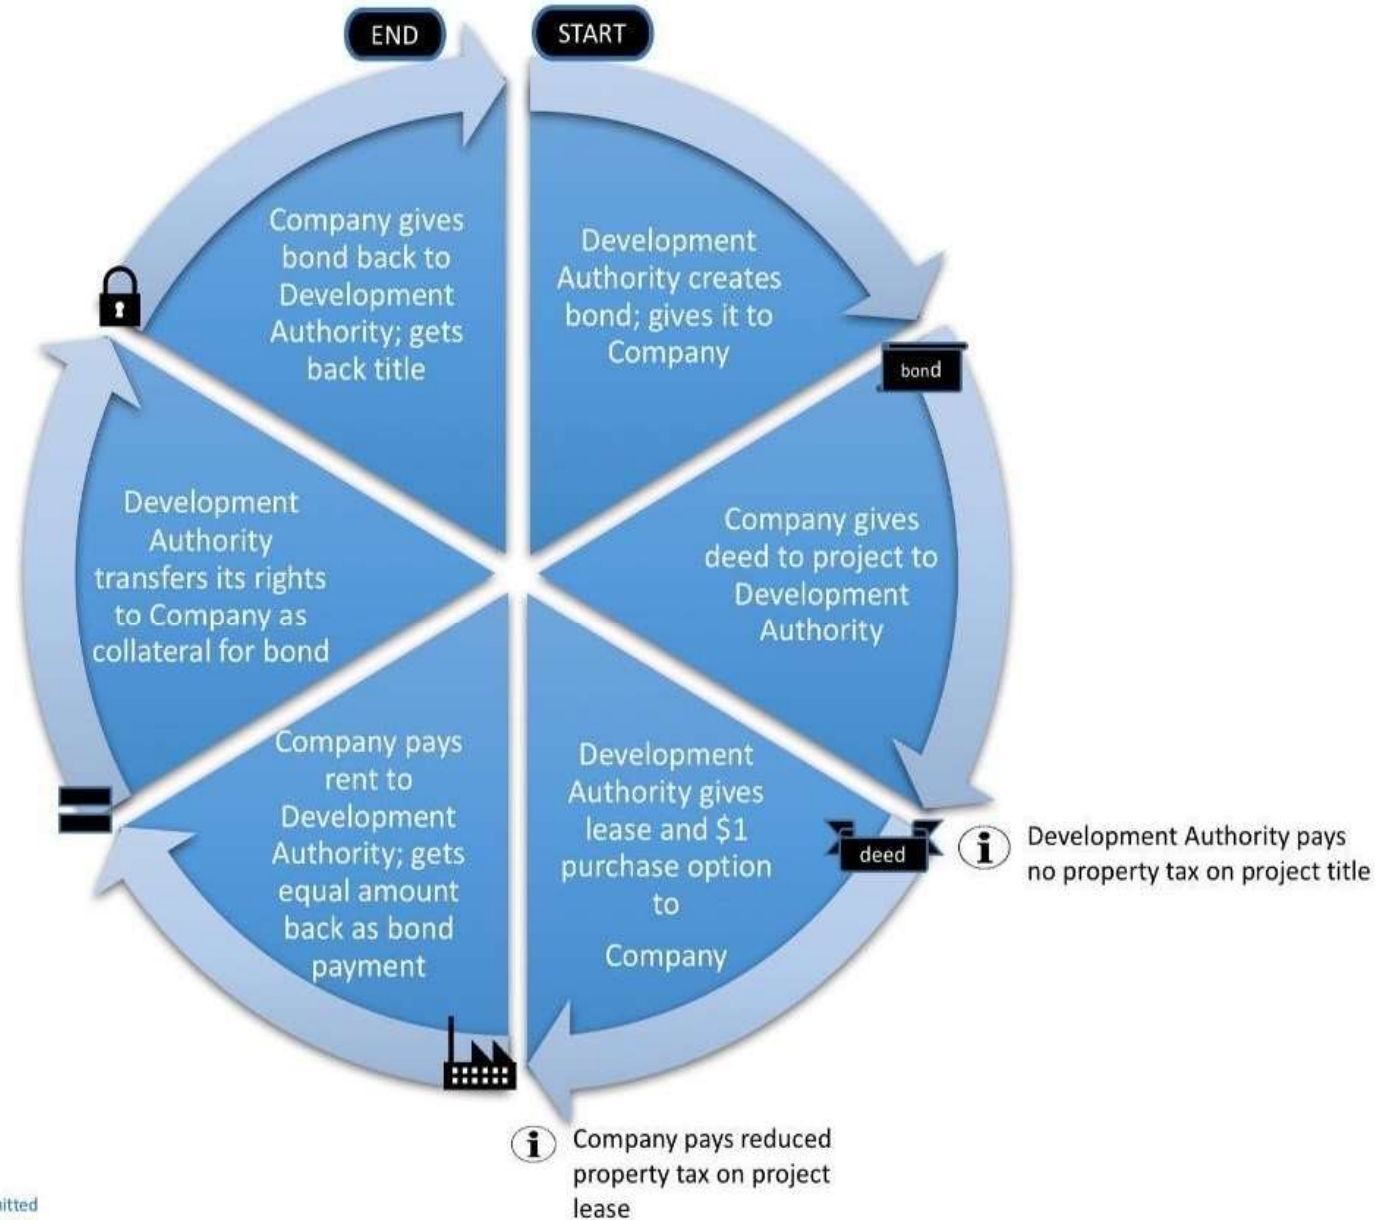 END
START
Development
Authority creates
bond; gives it to
Company
bond
Company gives
deed to project to
Development
Authority
deed
Development Authority pays
no property tax on project title
Development
Authority gives
lease and $1
purchase option
to
Company
Company pays reduced
property tax on project
lease
Company pays
rent to
Development
Authority; gets
equal amount
back as bond
payment
Development
Authority
transfers its rights
to Company as
collateral for bond
Company gives
bond back to
Development
Authority; gets
back title